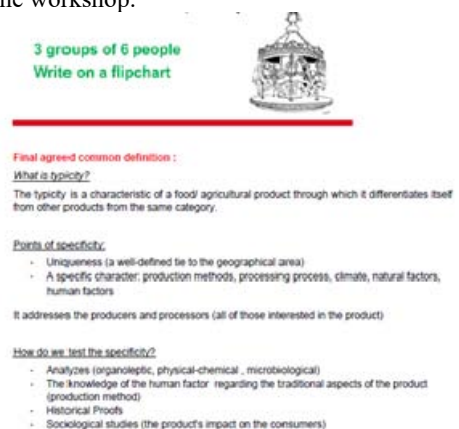 ne workshop.
3 groups of 6 people
Write on a flipchart
Final agreed common definition :
What is typicity?
The typicity is a characteristic of a food/ agricultural product through which it differentiates itself
from other products from the same category.
Points of specificity:
- Uniqueness (a well-defined tie to the geographical area)
- A specific character: production methods, processing process, climate, natural factors,
human factors
It addresses the producers and processors (all of those interested in the product)
How do we test the specificity?
- Analyzes (organoleptic, physical-chemical , microbiological)
- The knowledge of the human factor regarding the traditional aspects of the product
(production method)
- Historical Proofs
- Sociological studies (the product's impact on the consumers)